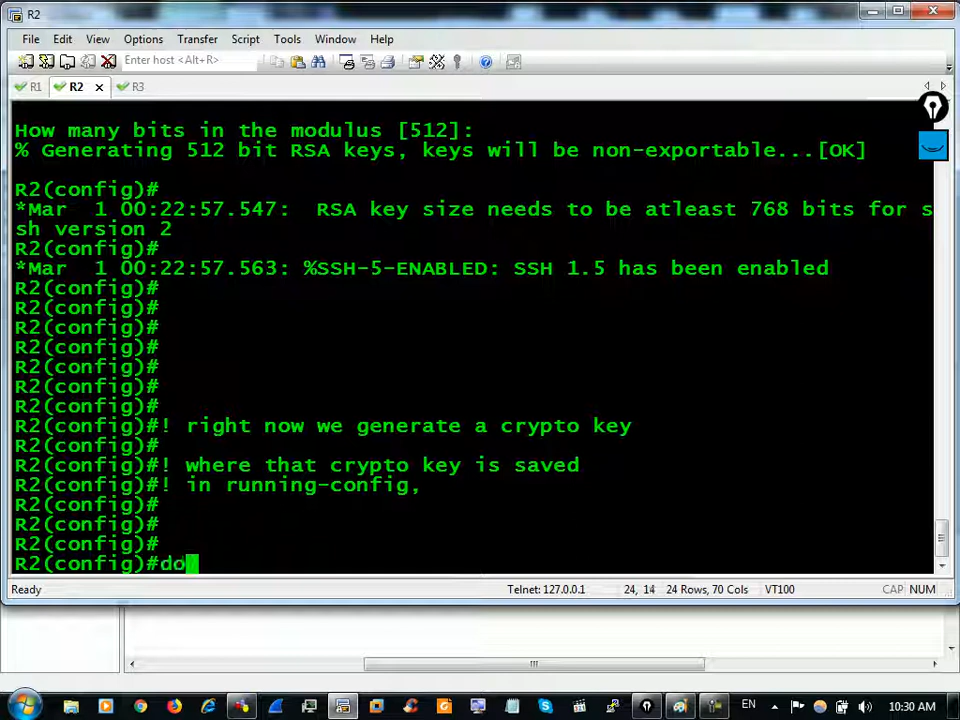 R2
File Edit View Options Transfer Script Tools Window Help
Enter host <Alt+R>
R1 R2 R3
How many bits in the modulus [512]:
% Generating 512 bit RSA keys, keys will be non-exportable...[OK]
R2(config)#
*Mar  1 00:22:57.547:  RSA key size needs to be atleast 768 bits for s
sh version 2
R2(config)#
*Mar  1 00:22:57.563: %SSH-5-ENABLED: SSH 1.5 has been enabled
R2(config)#
R2(config)#
R2(config)#
R2(config)#
R2(config)#
R2(config)#
R2(config)#
R2(config)#! right now we generate a crypto key
R2(config)#
R2(config)#! where that crypto key is saved
R2(config)#! in running-config,
R2(config)#
R2(config)#
R2(config)#
R2(config)#do
Ready Telnet: 127.0.0.1 24, 14 24 Rows, 70 Cols VT100 CAP NUM
EN 10:30 AM